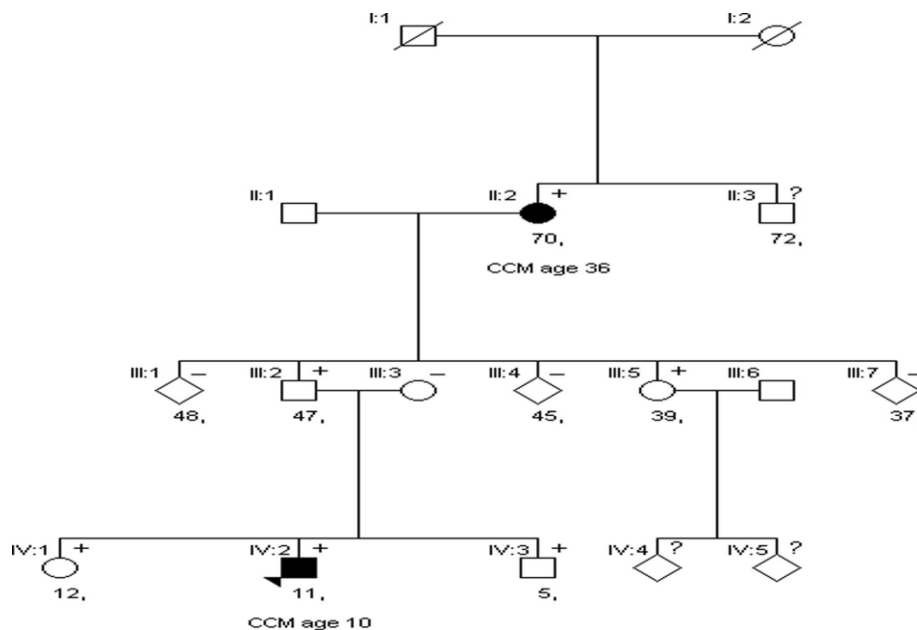 I:1 I:2
II:1 II:2 + II:3 ?
70, 72,
CCM age 36
III:1 – III:2 + III:3 – III:4 – III:5 + III:6 III:7 –
48, 47, 45, 39, 37
IV:1 + IV:2 + IV:3 + IV:4 ? IV:5 ?
12, 11, 5,
CCM age 10